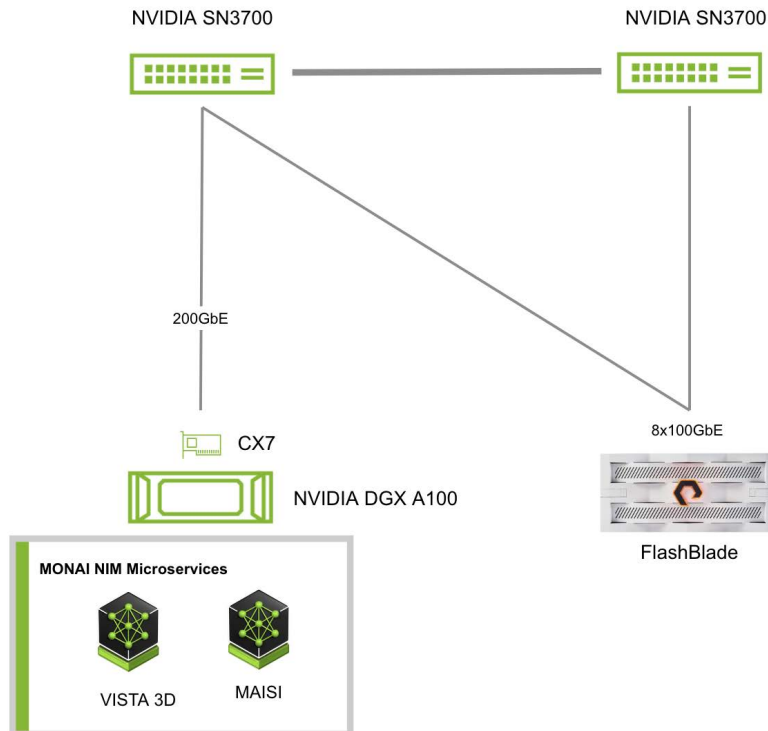 NVIDIA SN3700
NVIDIA SN3700
200GbE
8x100GbE
CX7
NVIDIA DGX A100
FlashBlade
MONAI NIM Microservices
VISTA 3D
MAISI